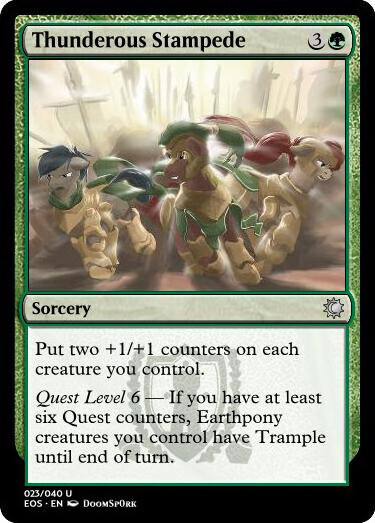 Thunderous Stampede 3
Sorcery
Put two +1/+1 counters on each
creature you control.
Quest Level 6 — If you have at least
six Quest counters, Earthpony
creatures you control have Trample
until end of turn.
023/040 U
EOS • EN DoomSp0rk